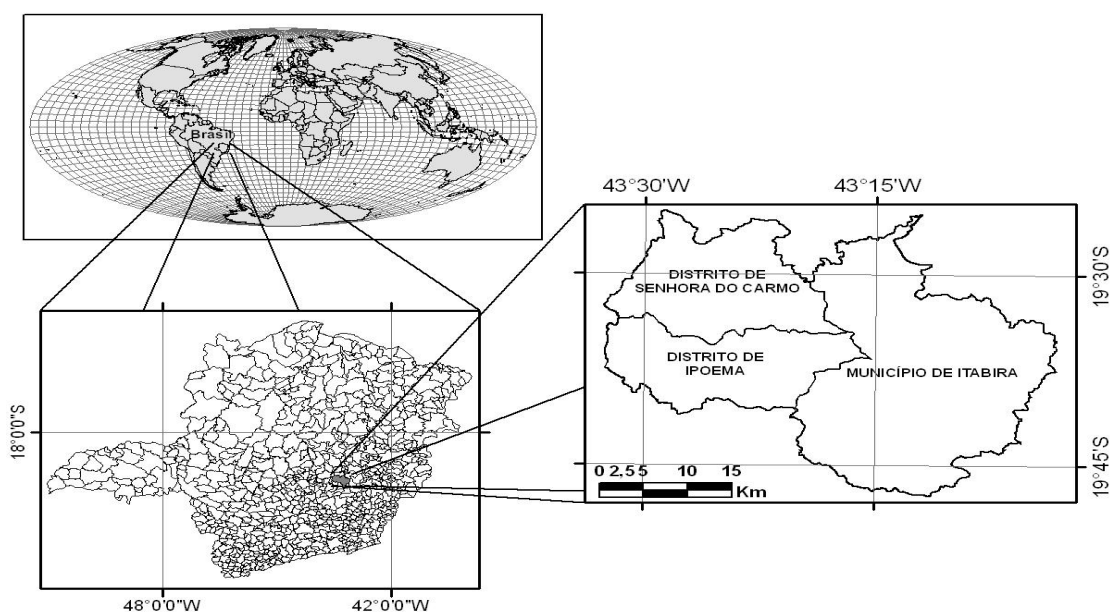 Brasil
43°30'W
43°15'W
DISTRITO DE
SENHORA DO CARMO
19°30'S
DISTRITO DE
IPOEMA
MUNICÍPIO DE ITABIRA
19°45'S
0 2.5 5 10 15
Km
18°0'0"S
48°0'0"W
42°0'0"W